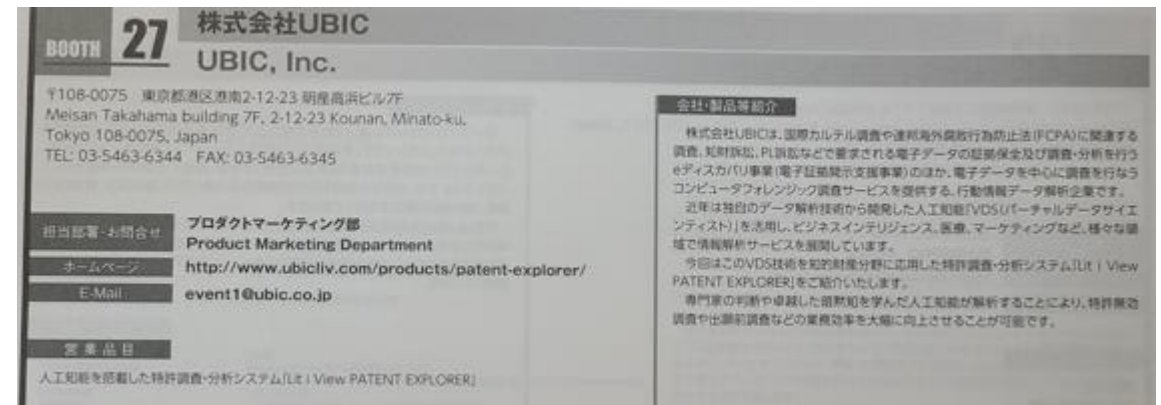 BOOTH 27
株式会社UBIC
UBIC, Inc.
〒108-0075 東京都港区港南2-12-23 明産高浜ビル7F
Meisan Takahama building 7F, 2-12-23 Kounan, Minato-ku,
Tokyo 108-0075, Japan
TEL: 03-5463-6344 FAX: 03-5463-6345
担当部署・お問合せ プロダクトマーケティング部
Product Marketing Department
ホームページ http://www.ubicliv.com/products/patent-explorer/
E-Mail event1@ubic.co.jp
営業品目
人工知能を搭載した特許調査・分析システム「Lit i View PATENT EXPLORER」
会社・製品等紹介
株式会社UBICは、国際カルテル調査や連邦海外腐敗行為防止法(FCPA)に関連する
調査、知財訴訟、PL訴訟などで要求される電子データの証拠保全及び調査・分析を行う
eディスカバリ事業(電子証拠開示支援事業)のほか、電子データを中心に調査を行なう
コンピュータフォレンジック調査サービスを提供する、行動情報データ解析企業です。
近年は独自のデータ解析技術から開発した人工知能「VDS(バーチャルデータサイエ
ンティスト)」を活用し、ビジネスインテリジェンス、医療、マーケティングなど、様々な領
域で情報解析サービスを展開しています。
今回はこのVDS技術を知的財産分野に応用した特許調査・分析システム「Lit i View
PATENT EXPLORER」をご紹介いたします。
専門家の判断や卓越した暗黙知を学んだ人工知能が解析することにより、特許無効
調査や出願前調査などの業務効率を大幅に向上させることが可能です。